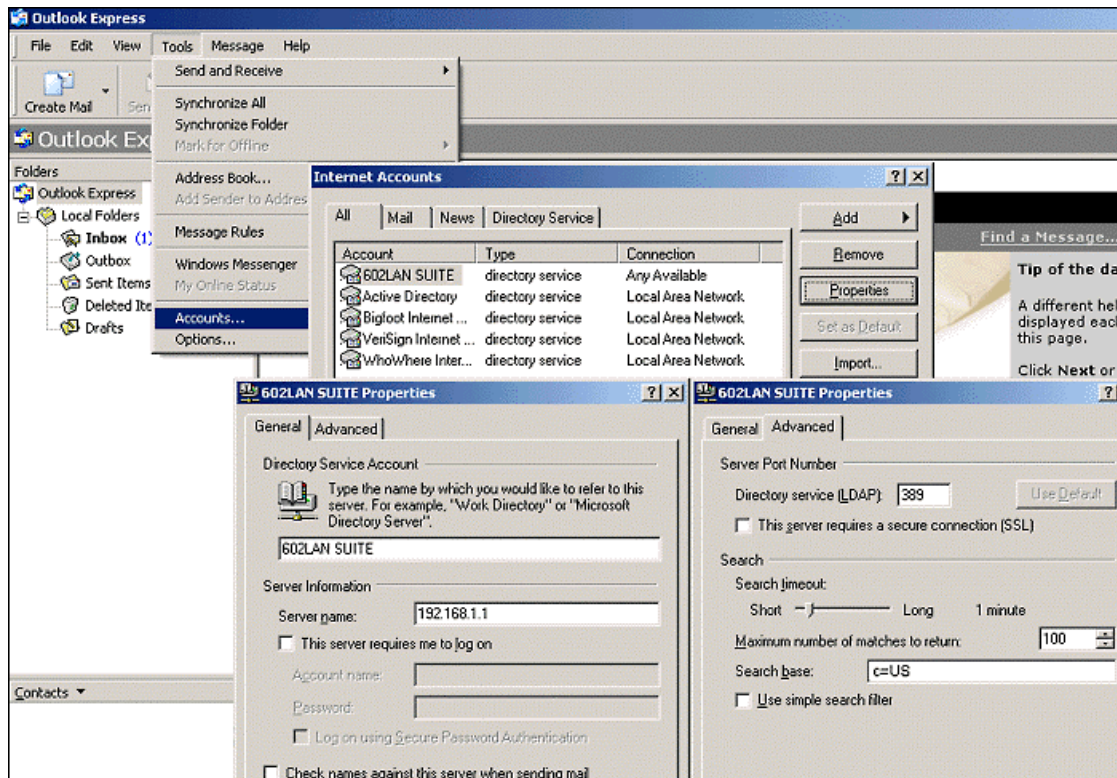 Outlook Express
File Edit View Tools Message Help
Create Mail
Sen
Send and Receive
Synchronize All
Synchronize Folder
Mark for Offline
Address Book...
Add Sender to Addres
Message Rules
Windows Messenger
My Online Status
Accounts...
Options...
Outlook Ex
Folders
Outlook Express
Local Folders
Inbox (1)
Outbox
Sent Items
Deleted Ite
Drafts
Contacts
Internet Accounts
All Mail News Directory Service
Account Type Connection
602LAN SUITE directory service Any Available
Active Directory directory service Local Area Network
Bigfoot Internet ... directory service Local Area Network
VeriSign Internet ... directory service Local Area Network
WhoWhere Inter... directory service Local Area Network
Add
Remove
Properties
Set as Default
Import...
Find a Message...
Tip of the da
A different hel
displayed eac
this page.
Click Next or
602LAN SUITE Properties
General Advanced
Directory Service Account
Type the name by which you would like to refer to this
server. For example, "Work Directory" or "Microsoft
Directory Server".
602LAN SUITE
Server Information
Server name: 192.168.1.1
This server requires me to log on
Account name:
Password:
Log on using Secure Password Authentication
Check names against this server when sending mail
602LAN SUITE Properties
General Advanced
Server Port Number
Directory service (LDAP): 389 Use Default
This server requires a secure connection (SSL)
Search
Search timeout:
Short Long 1 minute
Maximum number of matches to return: 100
Search base: c=US
Use simple search filter